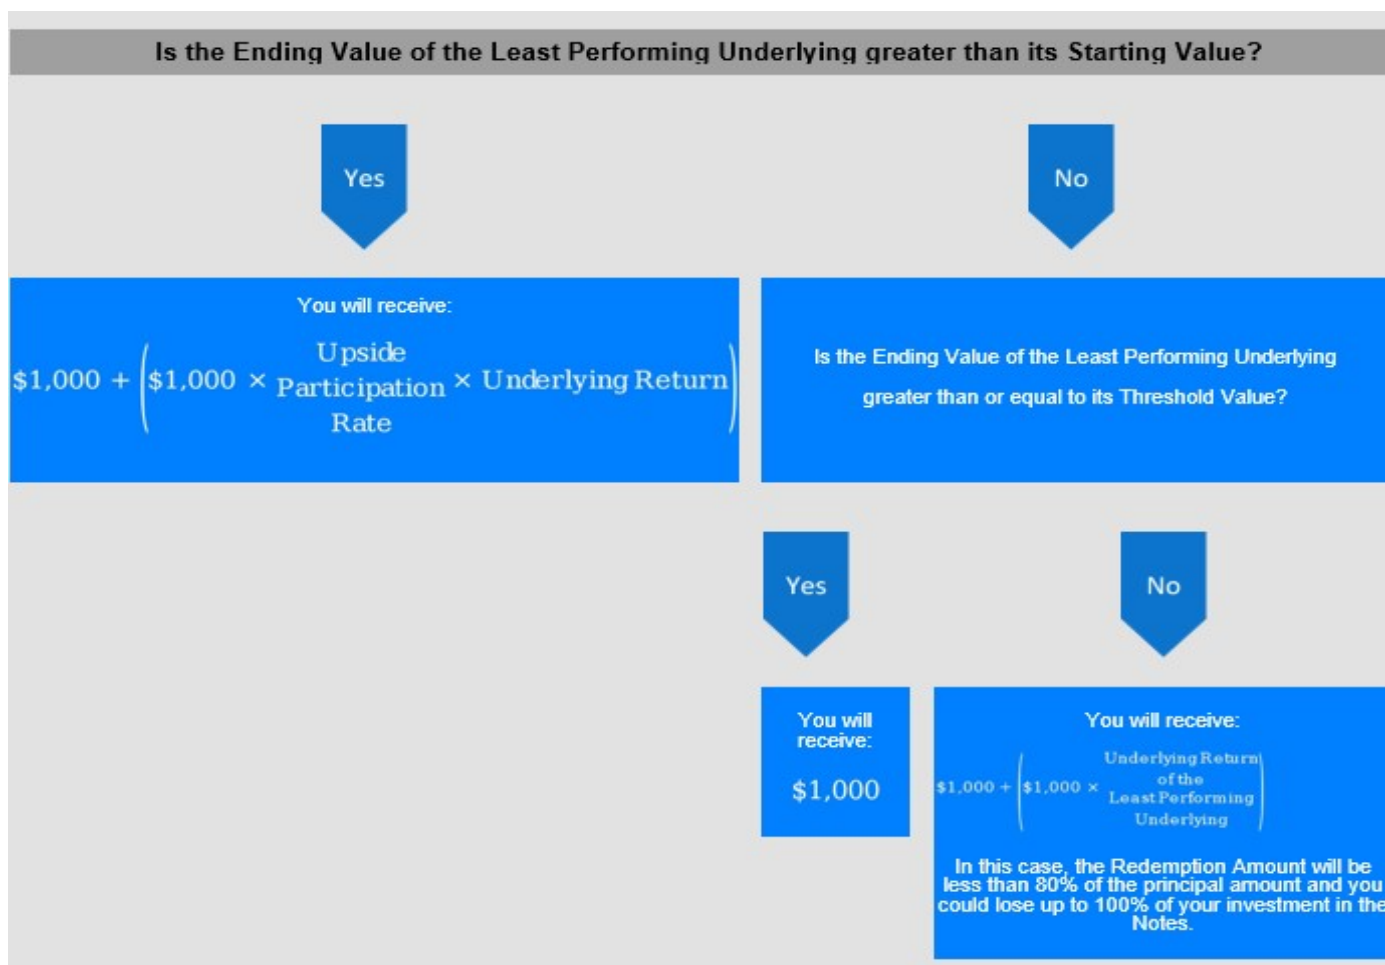 Is the Ending Value of the Least Performing Underlying greater than its Starting Value?
Yes
No
You will receive:
$1,000 + ($1,000 × Upside Participation Rate × Underlying Return)
Is the Ending Value of the Least Performing Underlying
greater than or equal to its Threshold Value?
Yes
No
You will
receive:
$1,000
You will receive:
$1,000 + ($1,000 × Underlying Return of the Least Performing Underlying)
In this case, the Redemption Amount will be
less than 80% of the principal amount and you
could lose up to 100% of your investment in the
Notes.